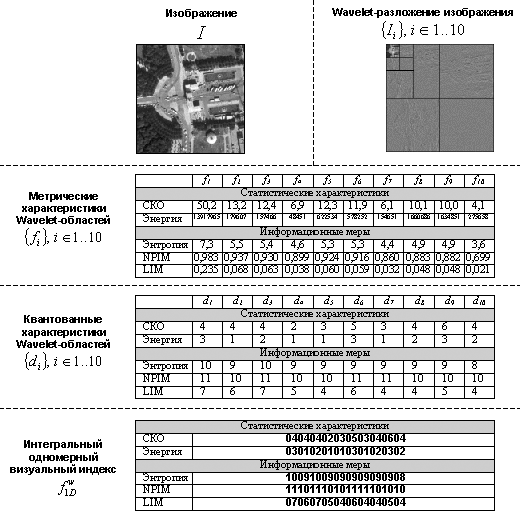 Изображение
I
Wavelet-разложение изображения
{I_i}, i ∈ 1..10
Метрические
характеристики
Wavelet-областей
{f_i}, i ∈ 1..10
f1 f2 f3 f4 f5 f6 f7 f8 f9 f10
Статистические характеристики
СКО 50,2 13,2 12,4 6,9 12,3 11,9 6,1 10,1 10,0 4,1
Энергия
Информационные меры
Энтропия 7,3 5,5 5,4 4,6 5,3 5,3 4,4 4,9 4,9 3,6
NPIM 0,983 0,937 0,930 0,899 0,924 0,916 0,860 0,883 0,882 0,699
LIM 0,235 0,068 0,063 0,038 0,060 0,059 0,032 0,048 0,048 0,021
Квантованные
характеристики
Wavelet-областей
{d_i}, i ∈ 1..10
d1 d2 d3 d4 d5 d6 d7 d8 d9 d10
Статистические характеристики
СКО 4 4 4 2 3 5 3 4 6 4
Энергия 3 1 2 1 1 3 1 2 3 2
Информационные меры
Энтропия 10 9 10 9 9 9 9 9 9 8
NPIM 11 10 11 10 10 11 11 10 10 10
LIM 7 6 7 5 4 6 4 4 5 4
Интегральный
одномерный
визуальный индекс
f^w_1D
Статистические характеристики
СКО 04040402030503040604
Энергия 03010201010301020302
Информационные меры
Энтропия 10091009090909090908
NPIM 11101110101111101010
LIM 07060705040604040504